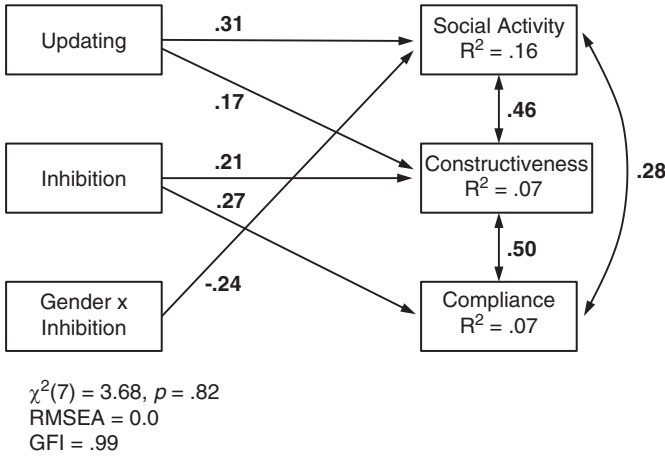 Updating
.31
Social Activity
R² = .16
.17
.46
Inhibition
.21
Constructiveness
R² = .07
.28
.27
.50
Gender x
Inhibition
-.24
Compliance
R² = .07
χ²(7) = 3.68, p = .82
RMSEA = 0.0
GFI = .99